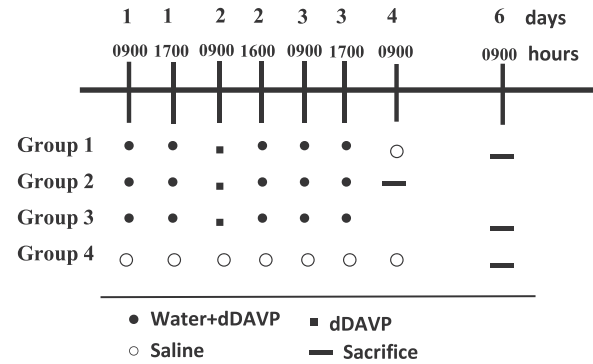 1 1 2 2 3 3 4 6 days
0900 1700 0900 1600 0900 1700 0900 0900 hours
Group 1
Group 2
Group 3
Group 4
Water+dDAVP dDAVP
Saline Sacrifice